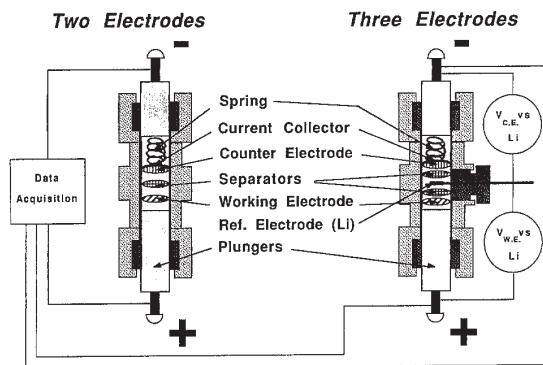 Two Electrodes
Three Electrodes
-
-
Spring
Current Collector
Counter Electrode
Separators
Working Electrode
Ref. Electrode (Li)
Plungers
Data
Acquisition
V C.E. vs
Li
V W.E. vs
Li
+
+